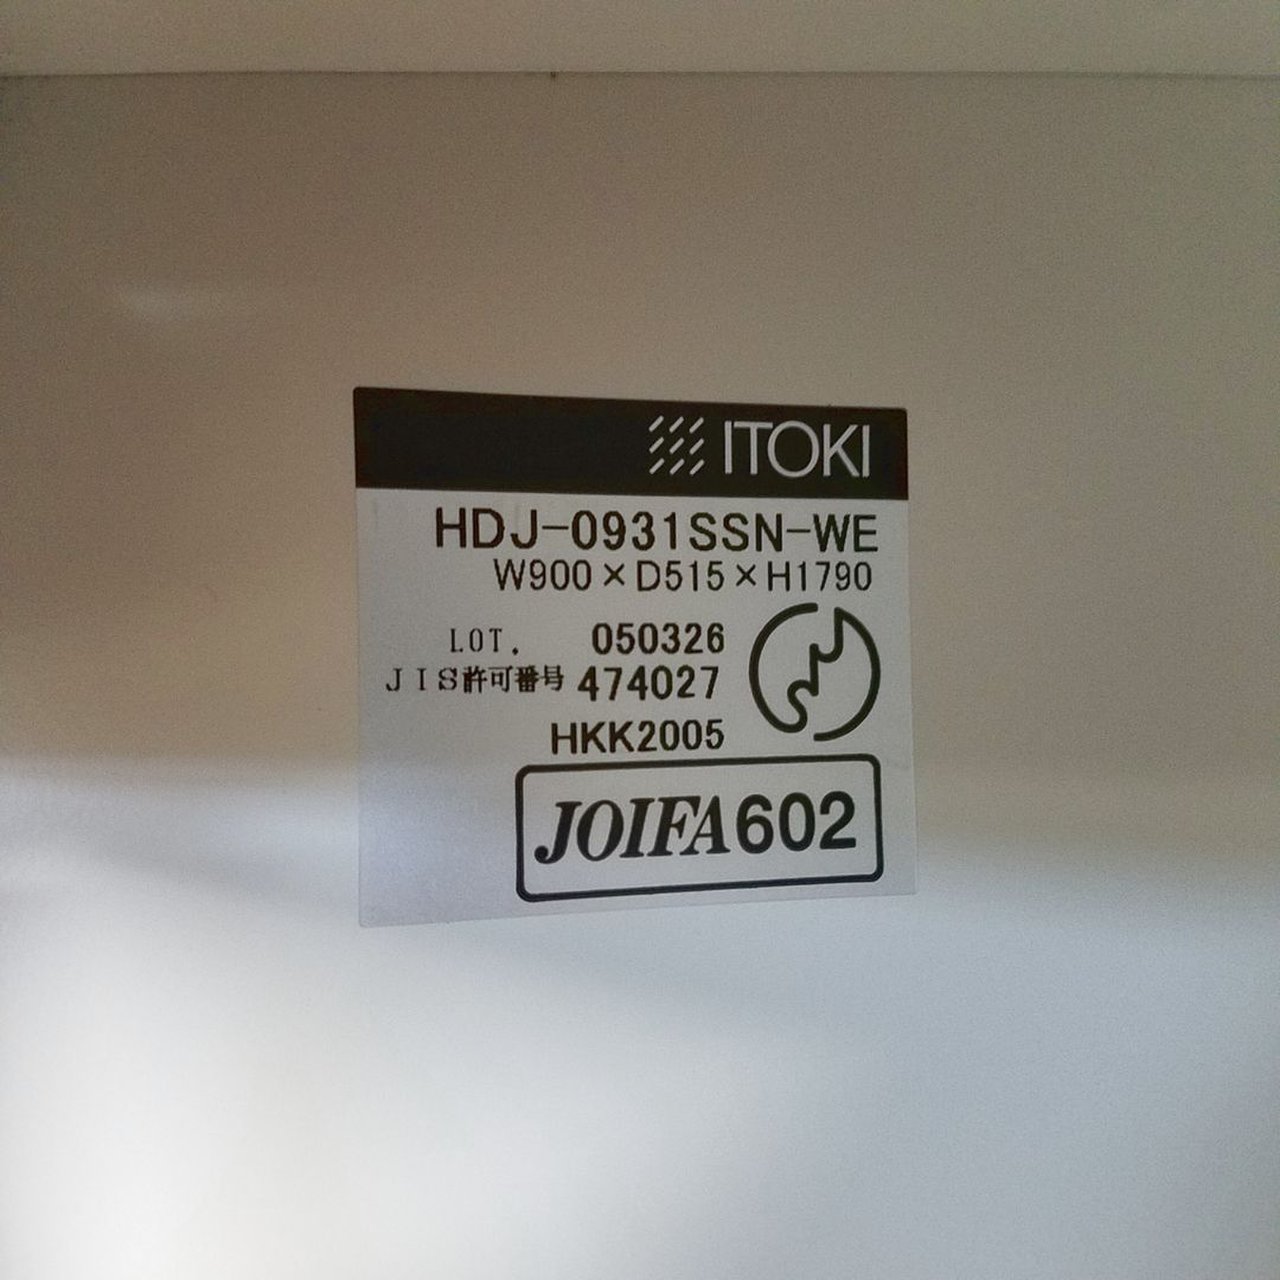 ITOKI
HDJ-0931SSN-WE
W900×D515×H1790
LOT. 050326
JIS許可番号 474027
HKK2005
JOIFA602